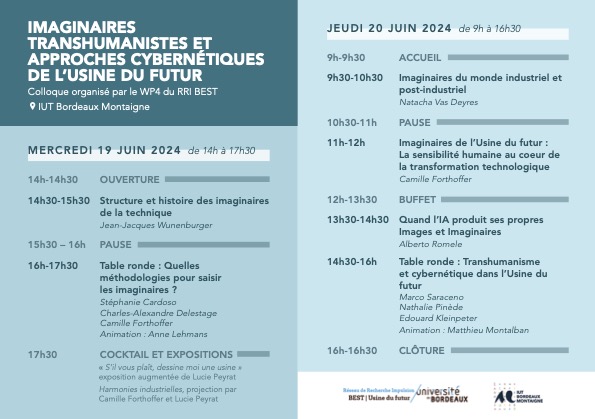 IMAGINAIRES
TRANSHUMANISTES ET
APPROCHES CYBERNÉTIQUES
DE L'USINE DU FUTUR
Colloque organisé par le WP4 du RRI BEST
IUT Bordeaux Montaigne
MERCREDI 19 JUIN 2024 de 14h à 17h30
14h-14h30 OUVERTURE
14h30-15h30 Structure et histoire des imaginaires
de la technique
Jean-Jacques Wunenburger
15h30 – 16h PAUSE
16h-17h30 Table ronde : Quelles
méthodologies pour saisir
les imaginaires ?
Stéphanie Cardoso
Charles-Alexandre Delestage
Camille Forthoffer
Animation : Anne Lehmans
17h30 COCKTAIL ET EXPOSITIONS
« S'il vous plaît, dessine moi une usine »
exposition augmentée de Lucie Peyrat
Harmonies industrielles, projection par
Camille Forthoffer et Lucie Peyrat
JEUDI 20 JUIN 2024 de 9h à 16h30
9h-9h30 ACCUEIL
9h30-10h30 Imaginaires du monde industriel et
post-industriel
Natacha Vas Deyres
10h30-11h PAUSE
11h-12h Imaginaires de l'Usine du futur :
La sensibilité humaine au coeur de
la transformation technologique
Camille Forthoffer
12h-13h30 BUFFET
13h30-14h30 Quand l'IA produit ses propres
Images et Imaginaires
Alberto Romele
14h30-16h Table ronde : Transhumanisme
et cybernétique dans l'Usine du
futur
Marco Saraceno
Nathalie Pinède
Edouard Kleinpeter
Animation : Matthieu Montalban
16h-16h30 CLÔTURE
Réseau de Recherche Impulsion
BEST | Usine du futur
université
de BORDEAUX
IUT
BORDEAUX
MONTAIGNE